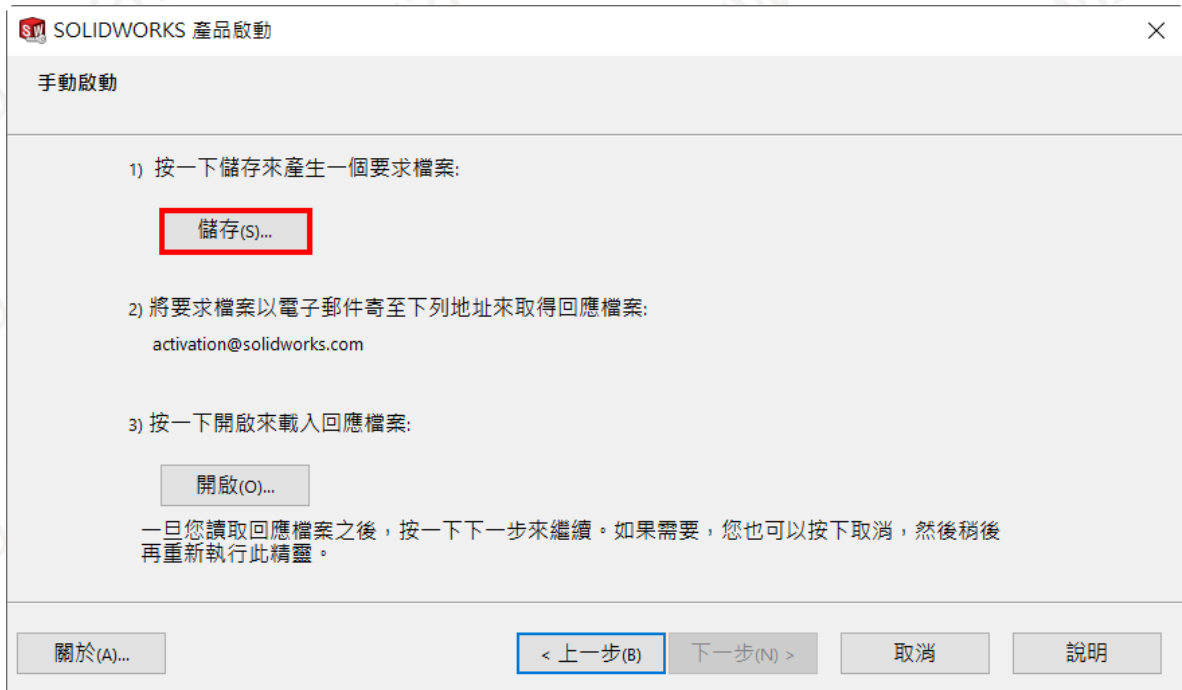 SOLIDWORKS 產品啟動
手動啟動
1) 按一下儲存來產生一個要求檔案:
儲存(S)...
2) 將要求檔案以電子郵件寄至下列地址來取得回應檔案:
activation@solidworks.com
3) 按一下開啟來載入回應檔案:
開啟(O)...
一旦您讀取回應檔案之後，按一下下一步來繼續。如果需要，您也可以按下取消，然後稍後
再重新執行此精靈。
關於(A)... < 上一步(B) 下一步(N) > 取消 說明